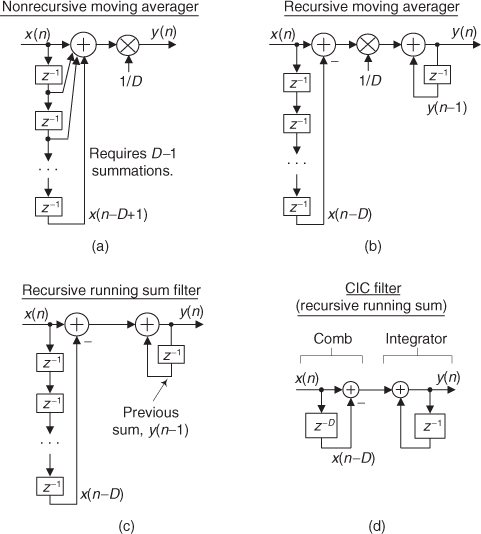 Nonrecursive moving averager
x(n)
y(n)
+
×
z⁻¹
1/D
z⁻¹
Requires D–1
summations.
. . .
z⁻¹
x(n–D+1)
(a)
Recursive moving averager
x(n)
y(n)
+
×
+
–
z⁻¹
z⁻¹
1/D
y(n–1)
z⁻¹
. . .
z⁻¹
x(n–D)
(b)
Recursive running sum filter
x(n)
y(n)
+
+
–
z⁻¹
z⁻¹
z⁻¹
Previous
sum, y(n–1)
. . .
z⁻¹
x(n–D)
(c)
CIC filter
(recursive running sum)
Comb
Integrator
x(n)
y(n)
+
+
–
z⁻ᴰ
z⁻¹
x(n–D)
(d)